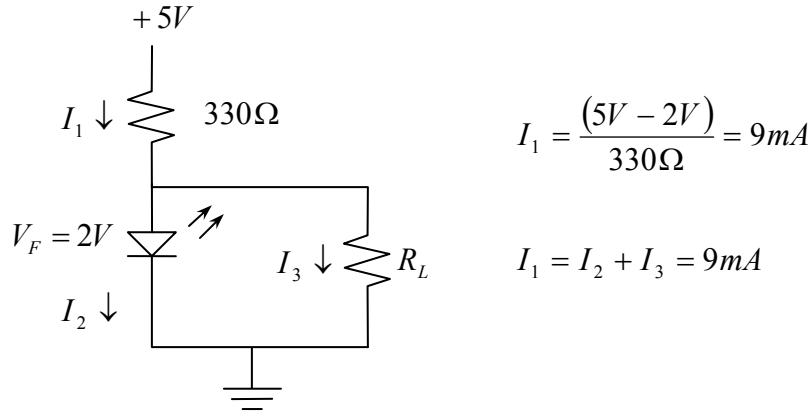 +5V
I₁ ↓ 330Ω
I₁ = (5V − 2V) / 330Ω = 9mA
V_F = 2V
I₃ ↓ R_L
I₁ = I₂ + I₃ = 9mA
I₂ ↓